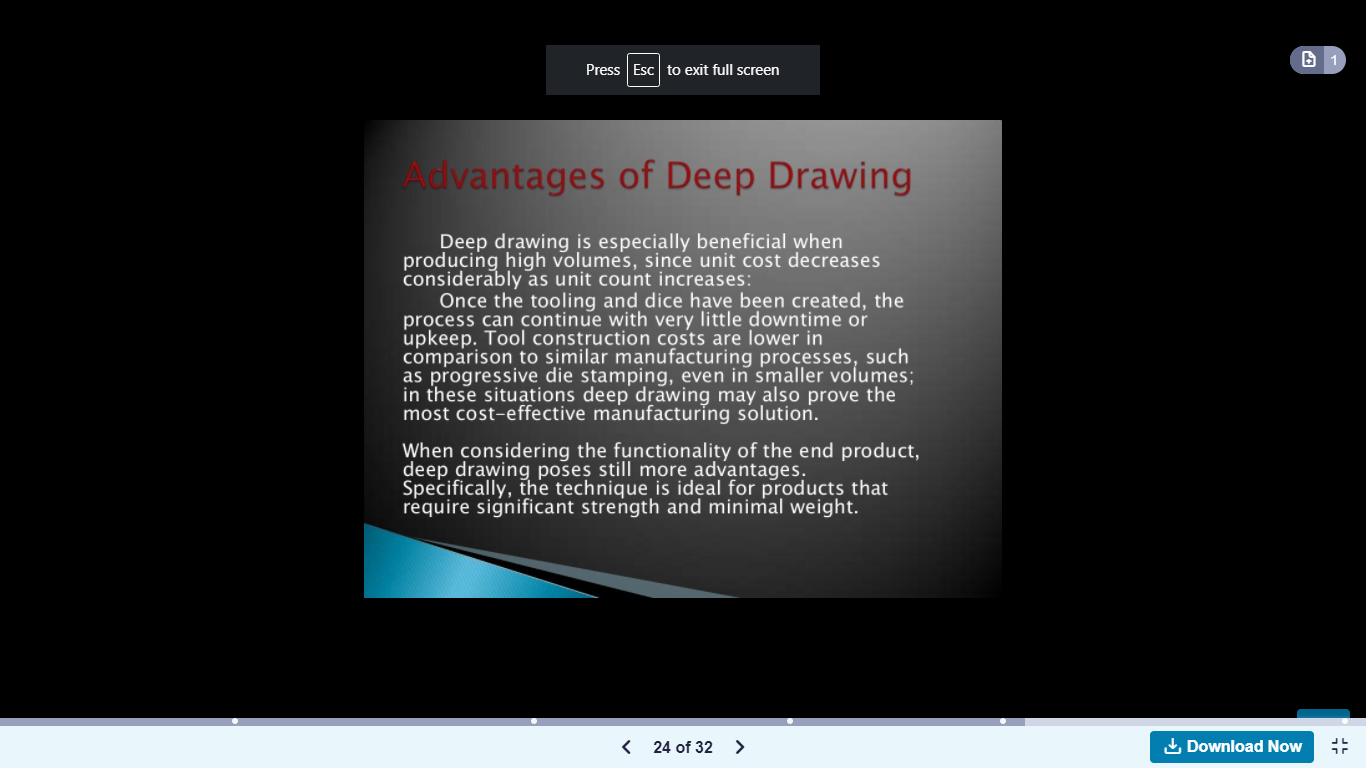 Press Esc to exit full screen
1
Advantages of Deep Drawing
Deep drawing is especially beneficial when
producing high volumes, since unit cost decreases
considerably as unit count increases:
Once the tooling and dice have been created, the
process can continue with very little downtime or
upkeep. Tool construction costs are lower in
comparison to similar manufacturing processes, such
as progressive die stamping, even in smaller volumes;
in these situations deep drawing may also prove the
most cost-effective manufacturing solution.
When considering the functionality of the end product,
deep drawing poses still more advantages.
Specifically, the technique is ideal for products that
require significant strength and minimal weight.
24 of 32
Download Now